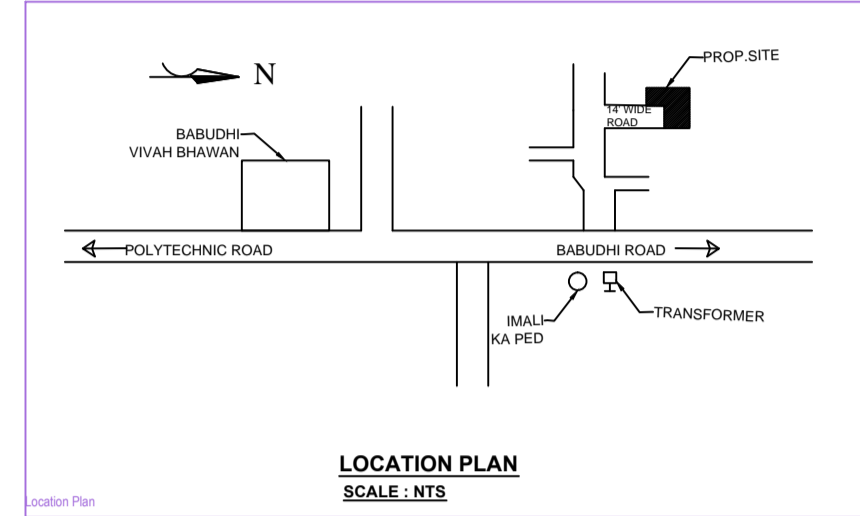 N
PROP.SITE
14' WIDE
ROAD
BABUDHI
VIVAH BHAWAN
POLYTECHNIC ROAD
BABUDHI ROAD
IMALI
KA PED
TRANSFORMER
LOCATION PLAN
SCALE : NTS
Location Plan